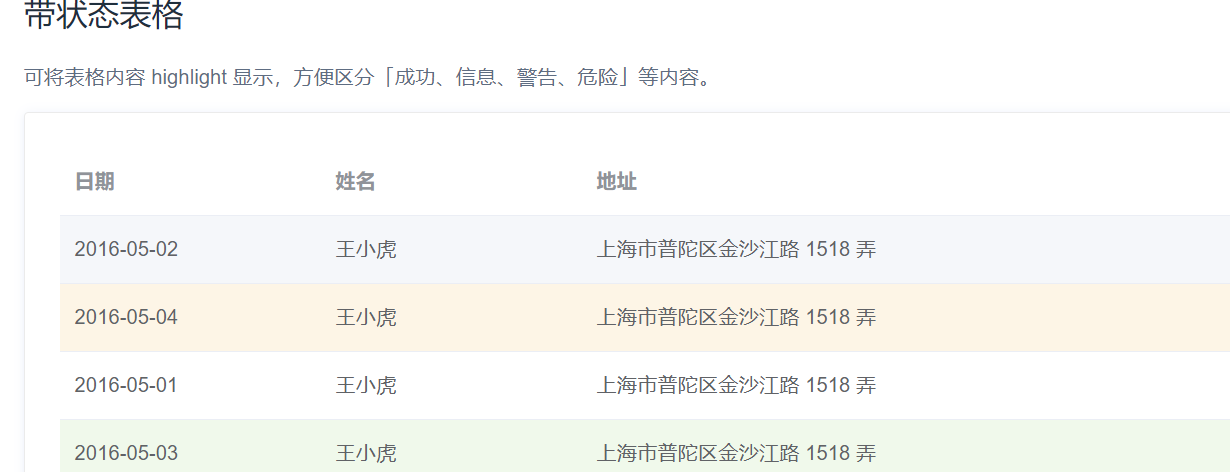 带状态表格
可将表格内容 highlight 显示，方便区分「成功、信息、警告、危险」等内容。
日期 姓名 地址
2016-05-02 王小虎 上海市普陀区金沙江路 1518 弄
2016-05-04 王小虎 上海市普陀区金沙江路 1518 弄
2016-05-01 王小虎 上海市普陀区金沙江路 1518 弄
2016-05-03 王小虎 上海市普陀区金沙江路 1518 弄